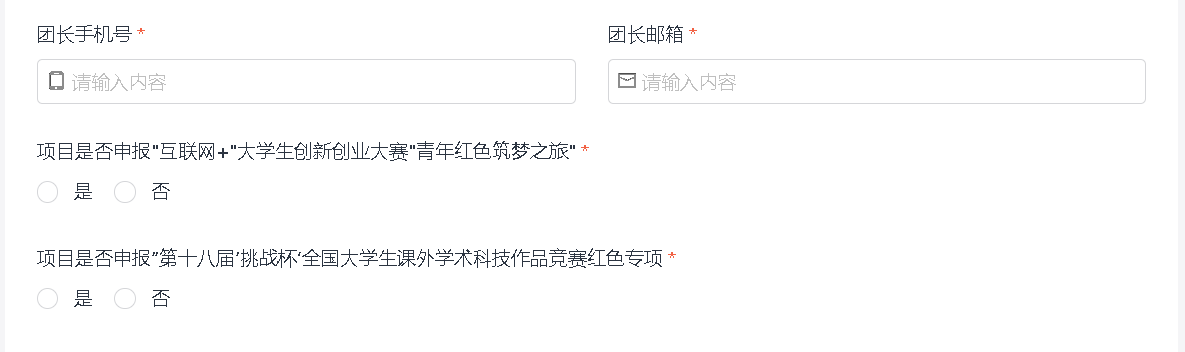 团长手机号 *
团长邮箱 *
请输入内容
请输入内容
项目是否申报"互联网+"大学生创新创业大赛"青年红色筑梦之旅" *
是 否
项目是否申报”第十八届’挑战杯‘全国大学生课外学术科技作品竞赛红色专项 *
是 否